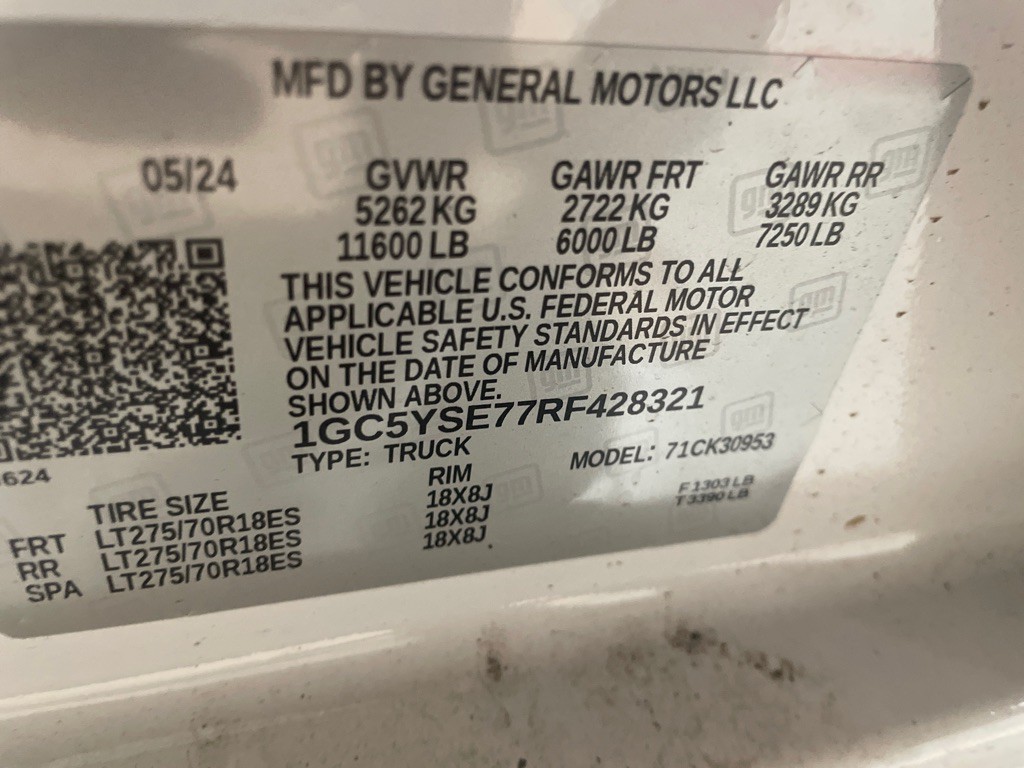 MFD BY GENERAL MOTORS LLC
05/24 GVWR GAWR FRT GAWR RR
5262 KG 2722 KG 3289 KG
11600 LB 6000 LB 7250 LB
THIS VEHICLE CONFORMS TO ALL
APPLICABLE U.S. FEDERAL MOTOR
VEHICLE SAFETY STANDARDS IN EFFECT
ON THE DATE OF MANUFACTURE
SHOWN ABOVE.
1GC5YSE77RF428321
TYPE: TRUCK MODEL: 71CK30953
624
TIRE SIZE RIM F 1303 LB
FRT LT275/70R18ES 18X8J T 3390 LB
RR LT275/70R18ES 18X8J
SPA LT275/70R18ES 18X8J